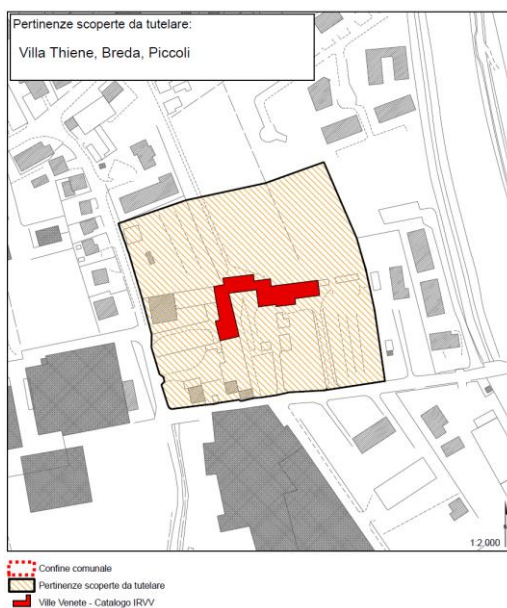 Pertinenze scoperte da tutelare:
Villa Thiene, Breda, Piccoli
1:2,000
Confine comunale
Pertinenze scoperte da tutelare
Ville Venete - Catalogo IRVV